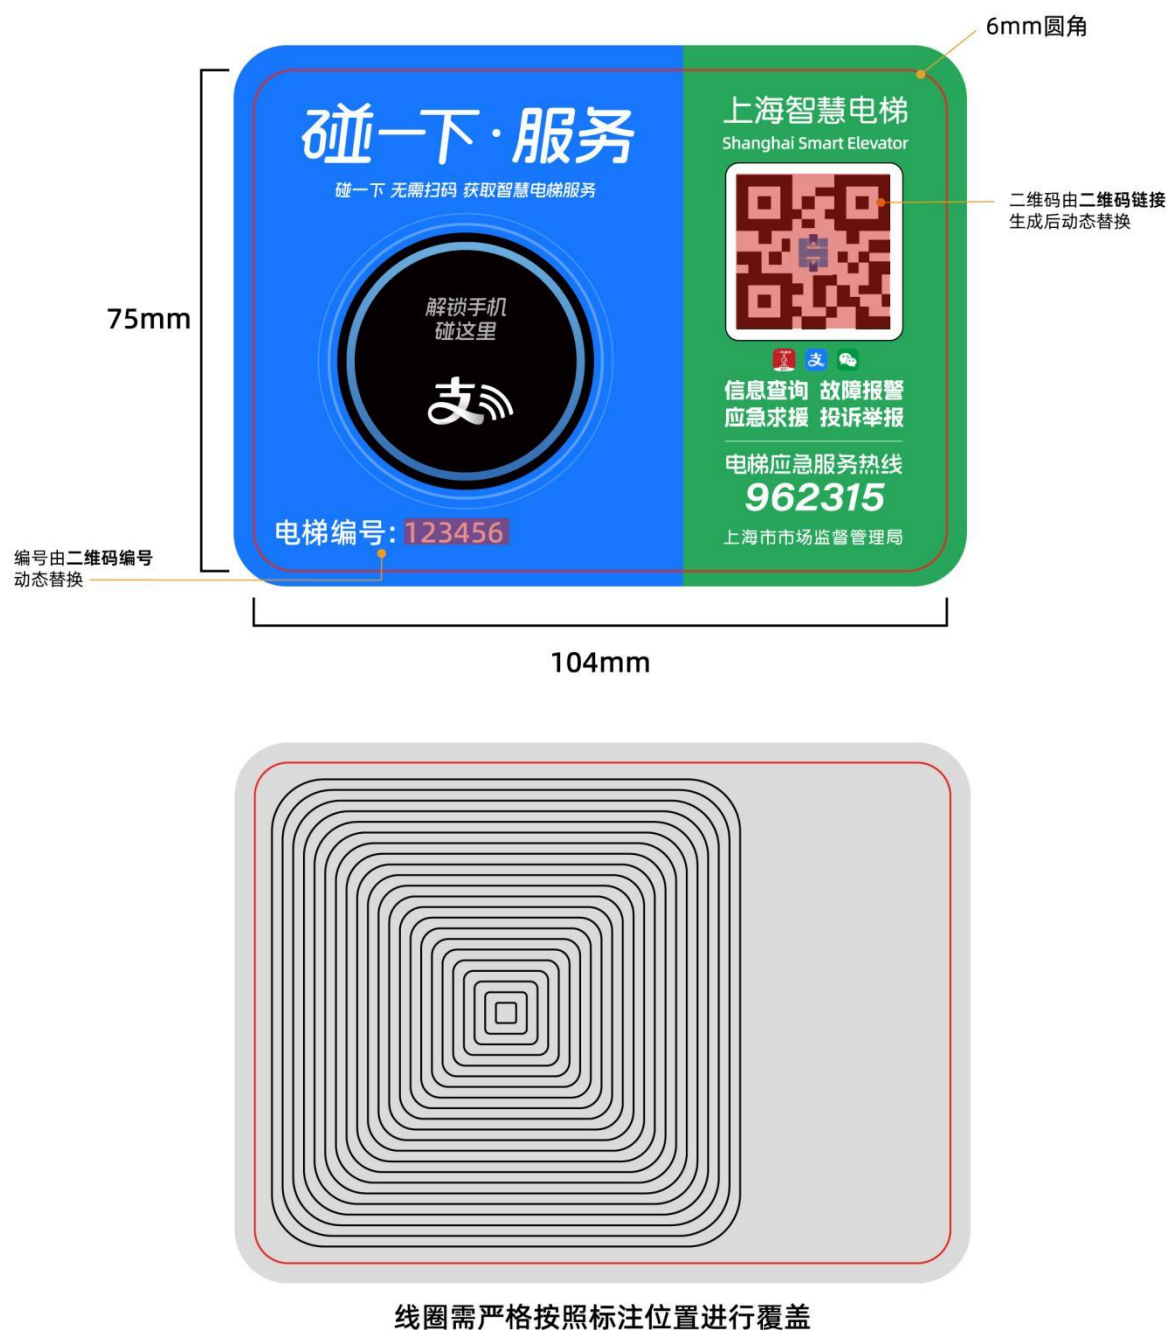 6mm圆角
碰一下·服务
碰一下 无需扫码 获取智慧电梯服务
解锁手机
碰这里
支
电梯编号：123456
上海智慧电梯
Shanghai Smart Elevator
支
信息查询 故障报警
应急求援 投诉举报
电梯应急服务热线
962315
上海市市场监督管理局
二维码由二维码链接
生成后动态替换
75mm
编号由二维码编号
动态替换
104mm
线圈需严格按照标注位置进行覆盖